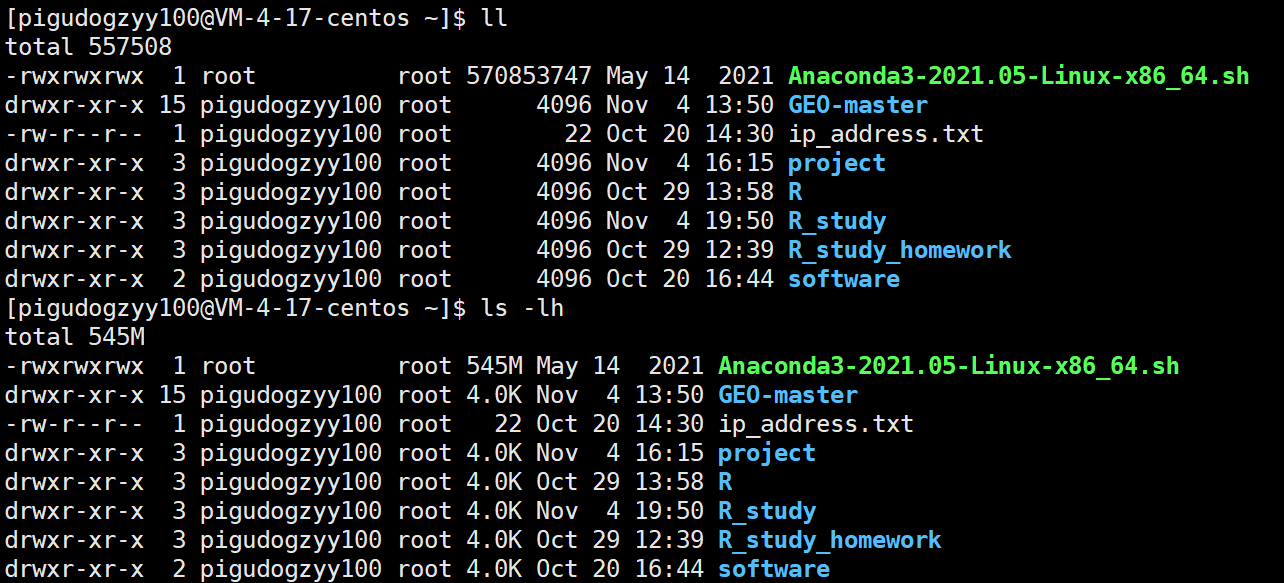 [pigudogzyy100@VM-4-17-centos ~]$ ll
total 557508
-rwxrwxrwx  1 root          root 570853747 May 14  2021 Anaconda3-2021.05-Linux-x86_64.sh
drwxr-xr-x 15 pigudogzyy100 root      4096 Nov  4 13:50 GEO-master
-rw-r--r--  1 pigudogzyy100 root        22 Oct 20 14:30 ip_address.txt
drwxr-xr-x  3 pigudogzyy100 root      4096 Nov  4 16:15 project
drwxr-xr-x  3 pigudogzyy100 root      4096 Oct 29 13:58 R
drwxr-xr-x  3 pigudogzyy100 root      4096 Nov  4 19:50 R_study
drwxr-xr-x  3 pigudogzyy100 root      4096 Oct 29 12:39 R_study_homework
drwxr-xr-x  2 pigudogzyy100 root      4096 Oct 20 16:44 software
[pigudogzyy100@VM-4-17-centos ~]$ ls -lh
total 545M
-rwxrwxrwx  1 root          root 545M May 14  2021 Anaconda3-2021.05-Linux-x86_64.sh
drwxr-xr-x 15 pigudogzyy100 root 4.0K Nov  4 13:50 GEO-master
-rw-r--r--  1 pigudogzyy100 root   22 Oct 20 14:30 ip_address.txt
drwxr-xr-x  3 pigudogzyy100 root 4.0K Nov  4 16:15 project
drwxr-xr-x  3 pigudogzyy100 root 4.0K Oct 29 13:58 R
drwxr-xr-x  3 pigudogzyy100 root 4.0K Nov  4 19:50 R_study
drwxr-xr-x  3 pigudogzyy100 root 4.0K Oct 29 12:39 R_study_homework
drwxr-xr-x  2 pigudogzyy100 root 4.0K Oct 20 16:44 software